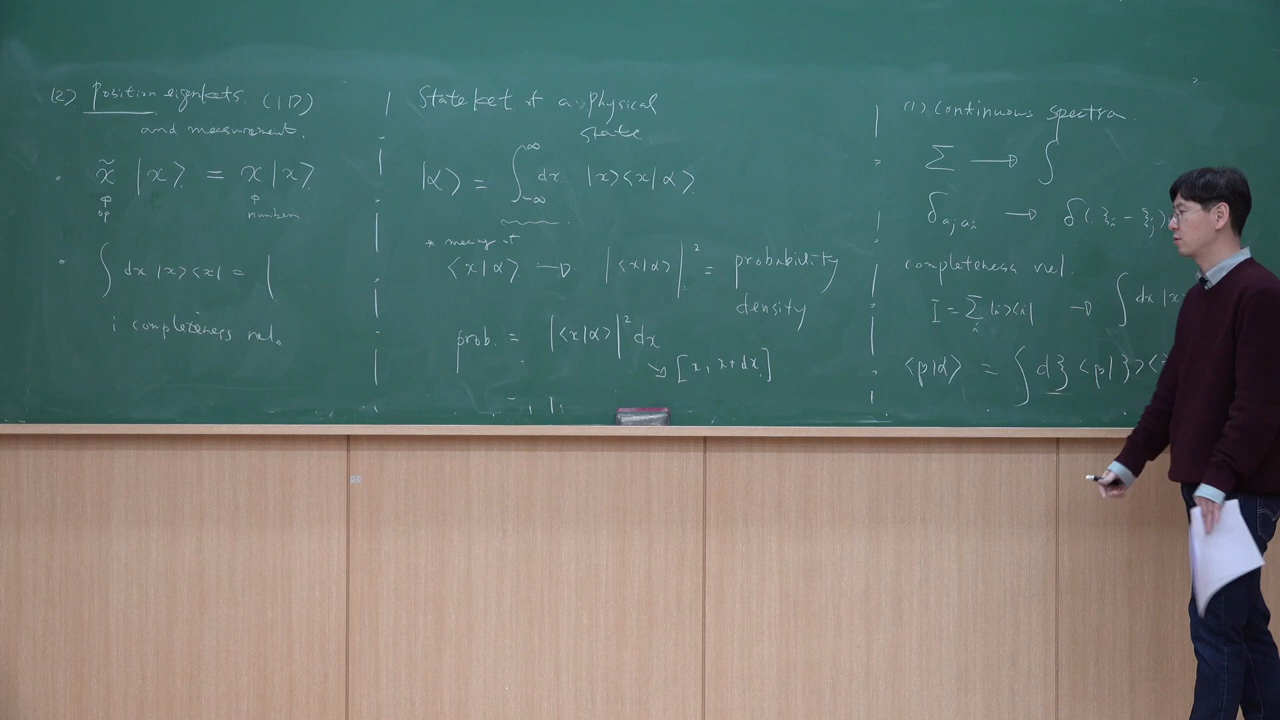 (2) Position eigenkets (1D)
and measurement.
x̃ |x⟩ = x|x⟩
op number
∫ dx |x⟩⟨x| = 1
; completeness rel.
State ket of a physical
state
|α⟩ = ∫_{-∞}^{∞} dx |x⟩⟨x|α⟩
* meaning of
⟨x|α⟩ → |⟨x|α⟩|² = probability
density
prob. = |⟨x|α⟩|² dx
↘ [x, x+dx]
(1) Continuous spectra
Σ → ∫
δ_{a_j a_i} → δ(ξ_i - ξ_j)
completeness rel.
I = Σ_i |i⟩⟨i| → ∫ dx |x⟩
⟨p|α⟩ = ∫ dξ ⟨p|ξ⟩⟨ξ